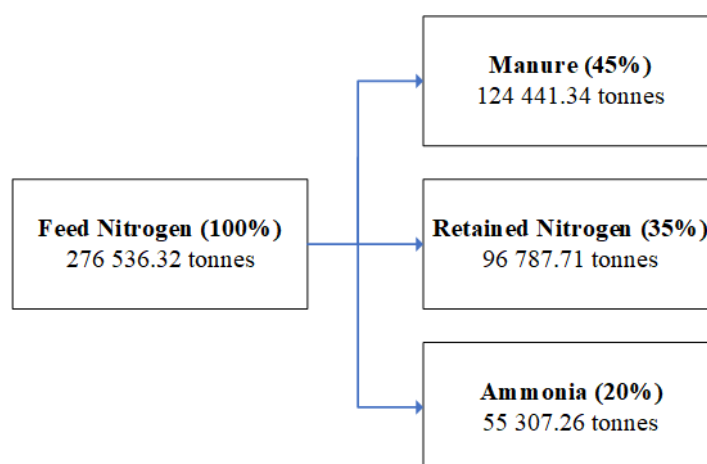 Manure (45%)
124 441.34 tonnes
Feed Nitrogen (100%)
276 536.32 tonnes
Retained Nitrogen (35%)
96 787.71 tonnes
Ammonia (20%)
55 307.26 tonnes